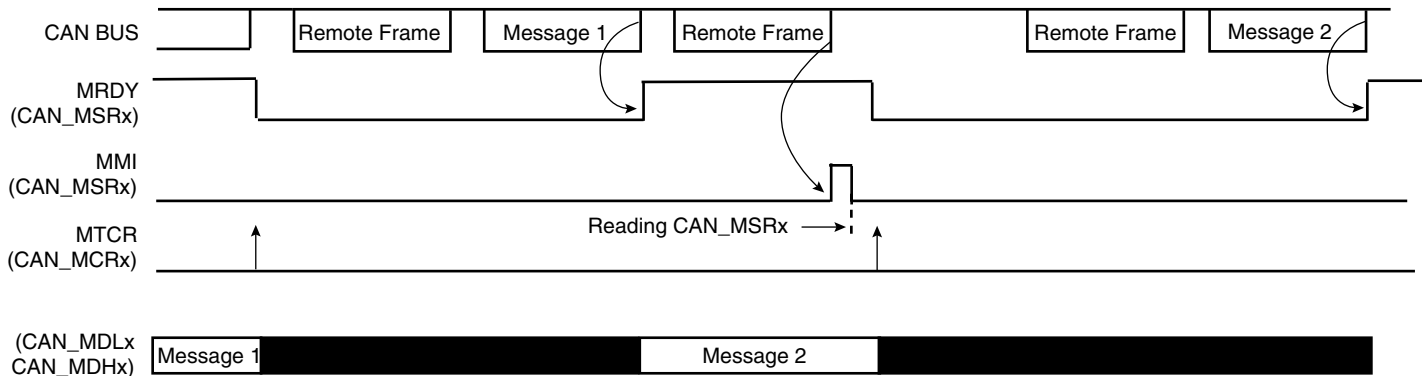 CAN BUS
Remote Frame
Message 1
Remote Frame
Remote Frame
Message 2
MRDY
(CAN_MSRx)
MMI
(CAN_MSRx)
Reading CAN_MSRx
MTCR
(CAN_MCRx)
(CAN_MDLx
CAN_MDHx)
Message 1
Message 2